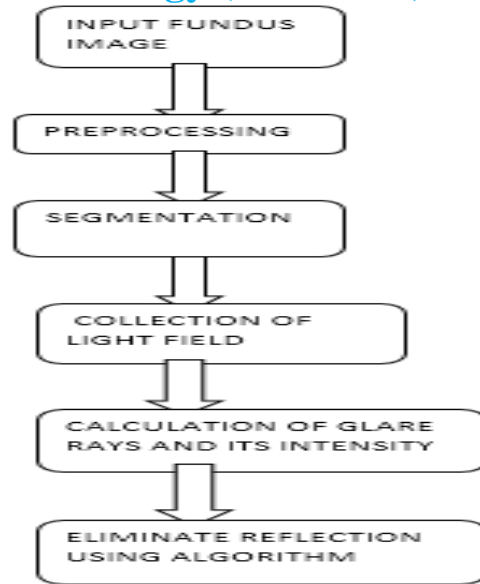 INPUT FUNDUS
IMAGE
PREPROCESSING
SEGMENTATION
COLLECTION OF
LIGHT FIELD
CALCULATION OF GLARE
RAYS AND ITS INTENSITY
ELIMINATE REFLECTION
USING ALGORITHM